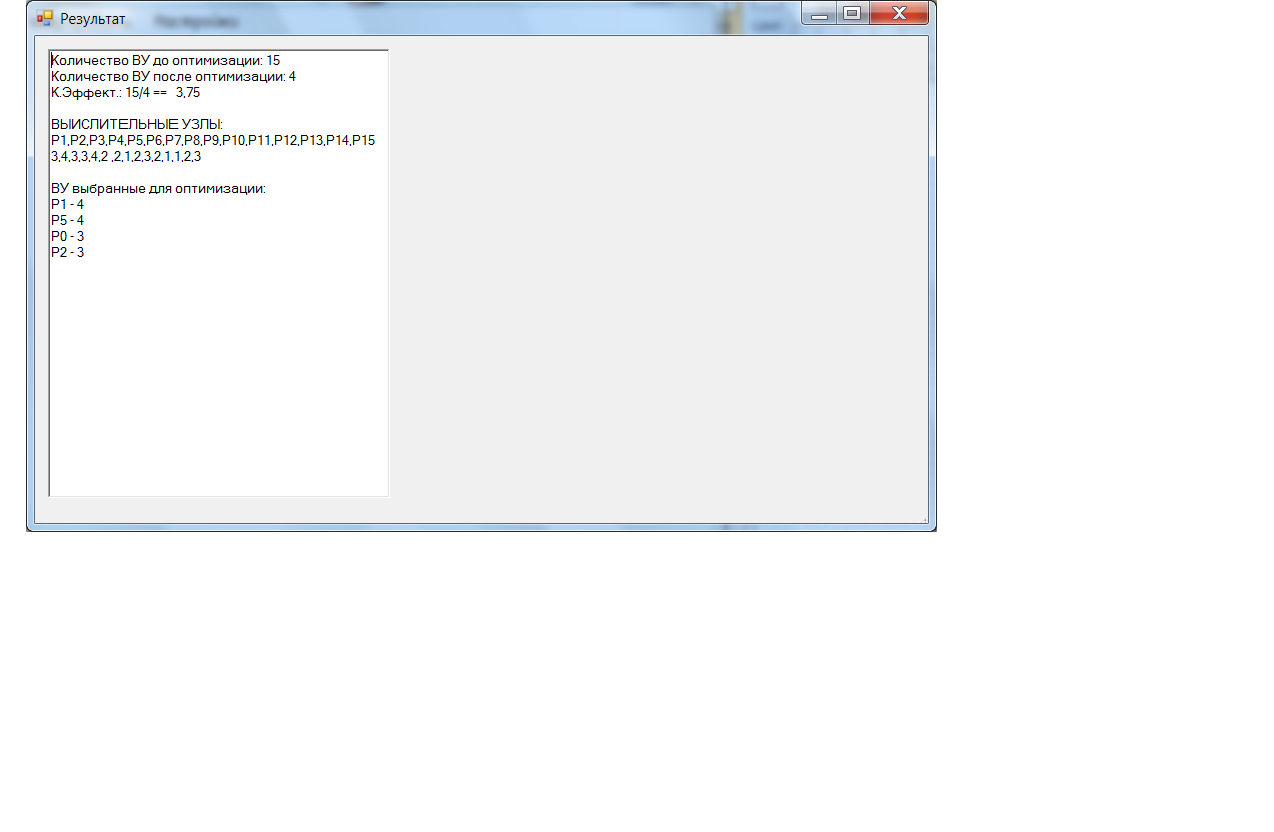 Результат
Количество ВУ до оптимизации: 15
Количество ВУ после оптимизации: 4
К.Эффект.: 15/4 == 3,75
ВЫИСЛИТЕЛЬНЫЕ УЗЛЫ:
P1,P2,P3,P4,P5,P6,P7,P8,P9,P10,P11,P12,P13,P14,P15
3,4,3,3,4,2 ,2,1,2,3,2,1,1,2,3
ВУ выбранные для оптимизации:
P1 - 4
P5 - 4
P0 - 3
P2 - 3